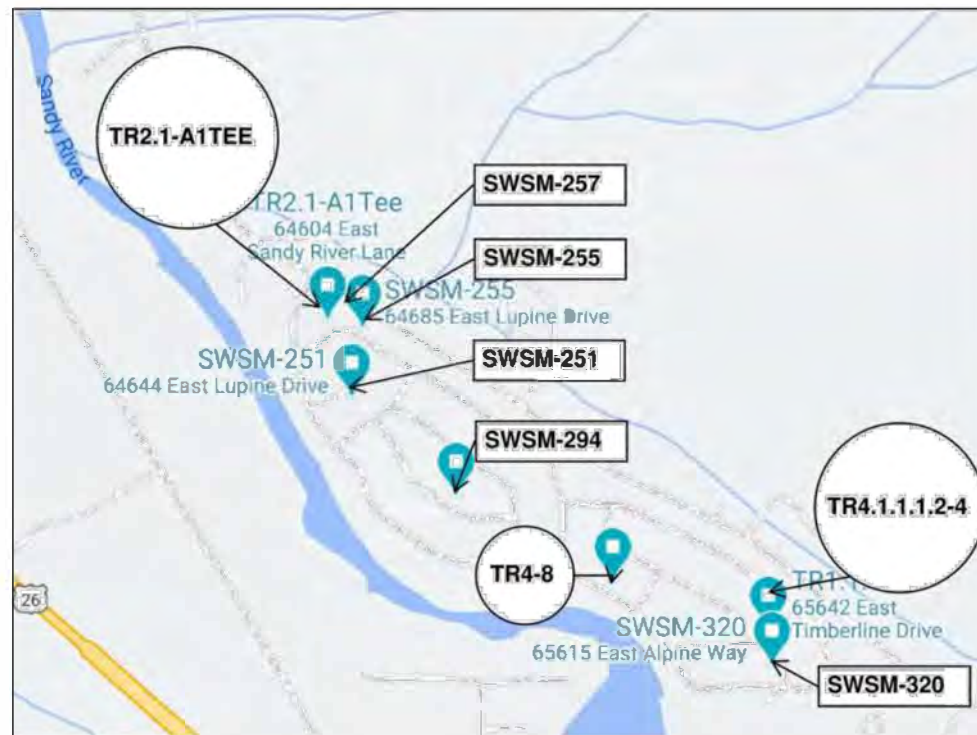 Sandy River
TR2.1-A1TEE
SWSM-257
TR2.1-A1Tee
64604 East
Sandy River Lane
SWSM-255
SWSM-255
64685 East Lupine Drive
SWSM-251
64644 East Lupine Drive
SWSM-251
SWSM-294
TR4.1.1.1.2-4
TR4-8
26
65642 East
Timberline Drive
SWSM-320
65615 East Alpine Way
SWSM-320